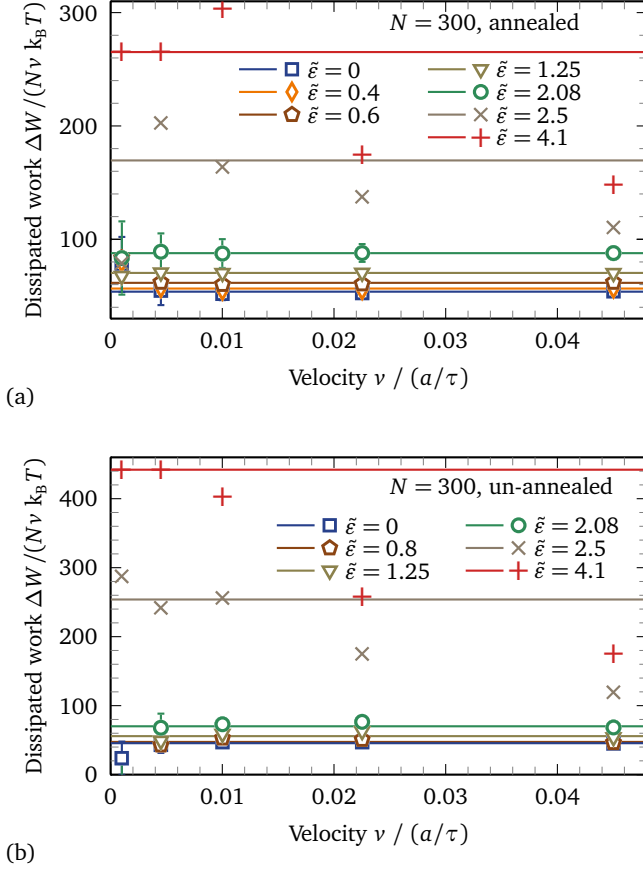 300
200
100
Dissipated work ΔW/(Nv k_B T)
N = 300, annealed
ε̃ = 0
ε̃ = 0.4
ε̃ = 0.6
ε̃ = 1.25
ε̃ = 2.08
ε̃ = 2.5
ε̃ = 4.1
0 0.01 0.02 0.03 0.04
Velocity v / (a/τ)
(a)
400
300
200
100
0
Dissipated work ΔW/(Nv k_B T)
N = 300, un-annealed
ε̃ = 0
ε̃ = 0.8
ε̃ = 1.25
ε̃ = 2.08
ε̃ = 2.5
ε̃ = 4.1
0 0.01 0.02 0.03 0.04
Velocity v / (a/τ)
(b)